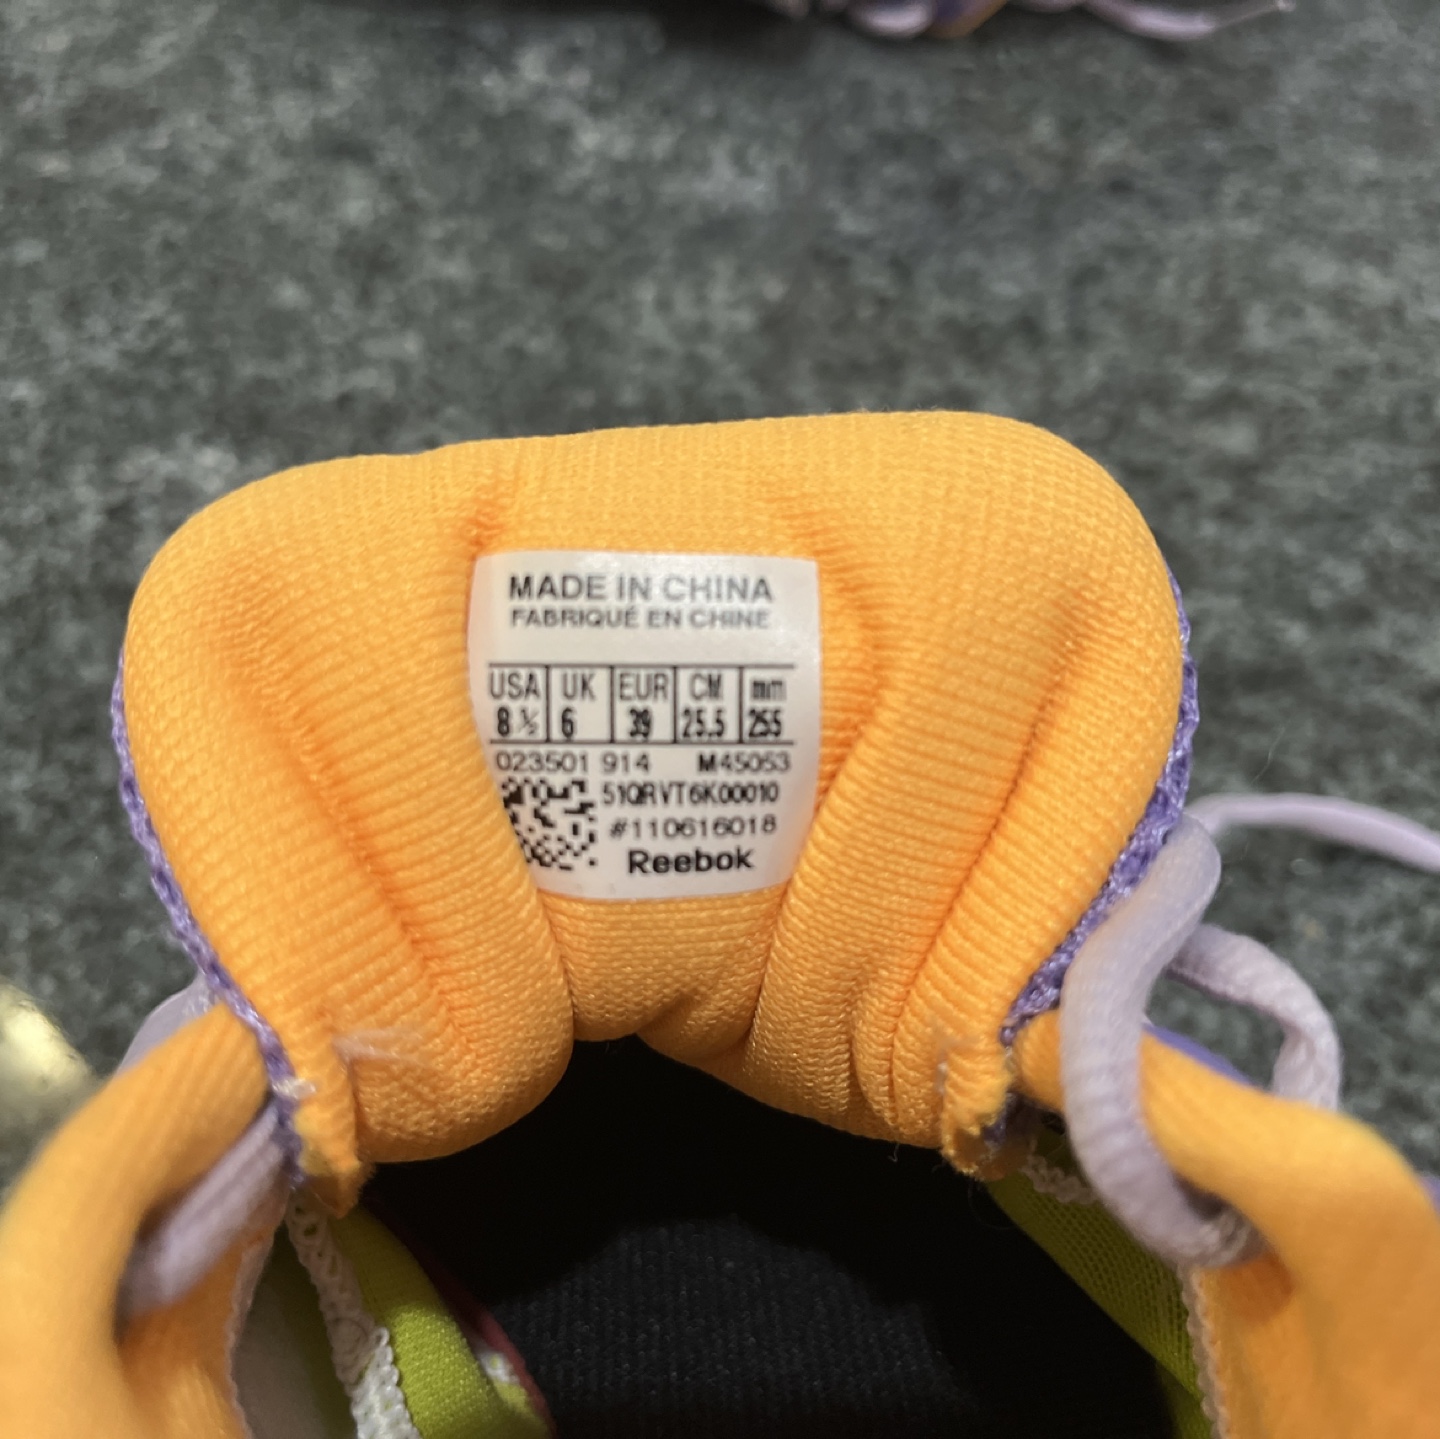 MADE IN CHINA
FABRIQUÉ EN CHINE
USA UK EUR CM mm
8 ½ 6 39 25.5 255
023501 914 M45053
51QRVT6K00010
#110616018
Reebok